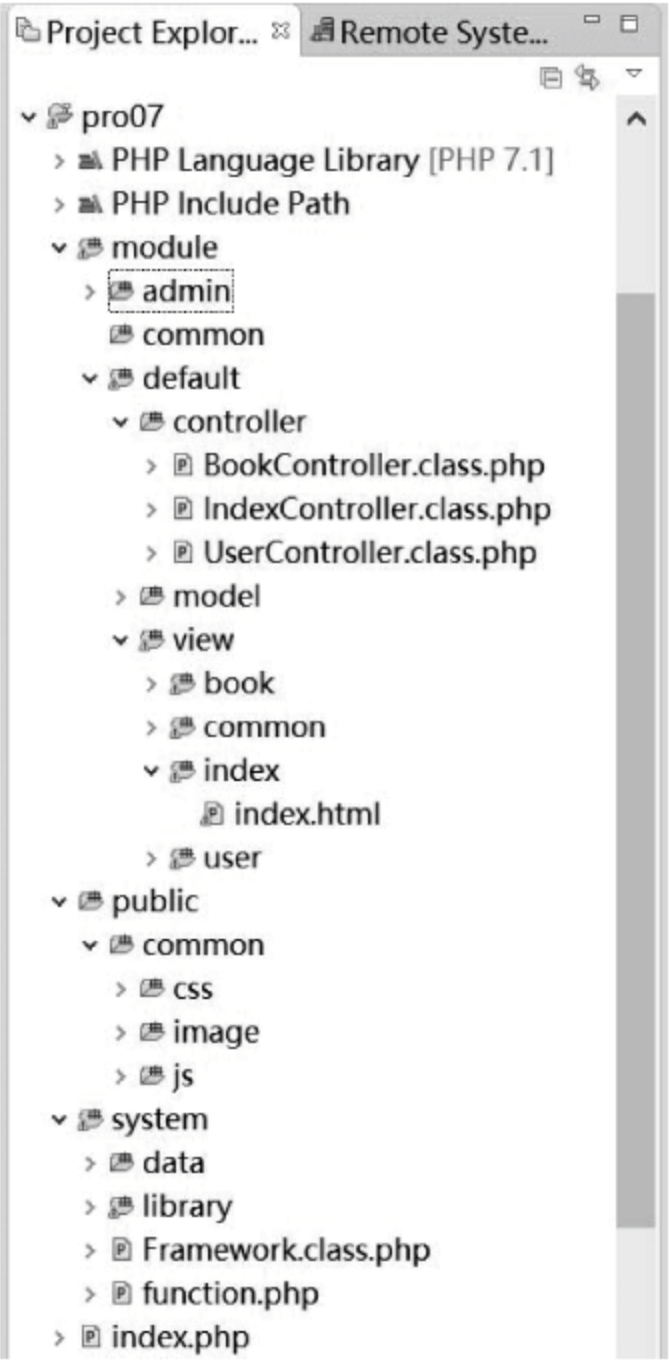 Project Explor... Remote Syste...
pro07
PHP Language Library [PHP 7.1]
PHP Include Path
module
admin
common
default
controller
BookController.class.php
IndexController.class.php
UserController.class.php
model
view
book
common
index
index.html
user
public
common
css
image
js
system
data
library
Framework.class.php
function.php
index.php